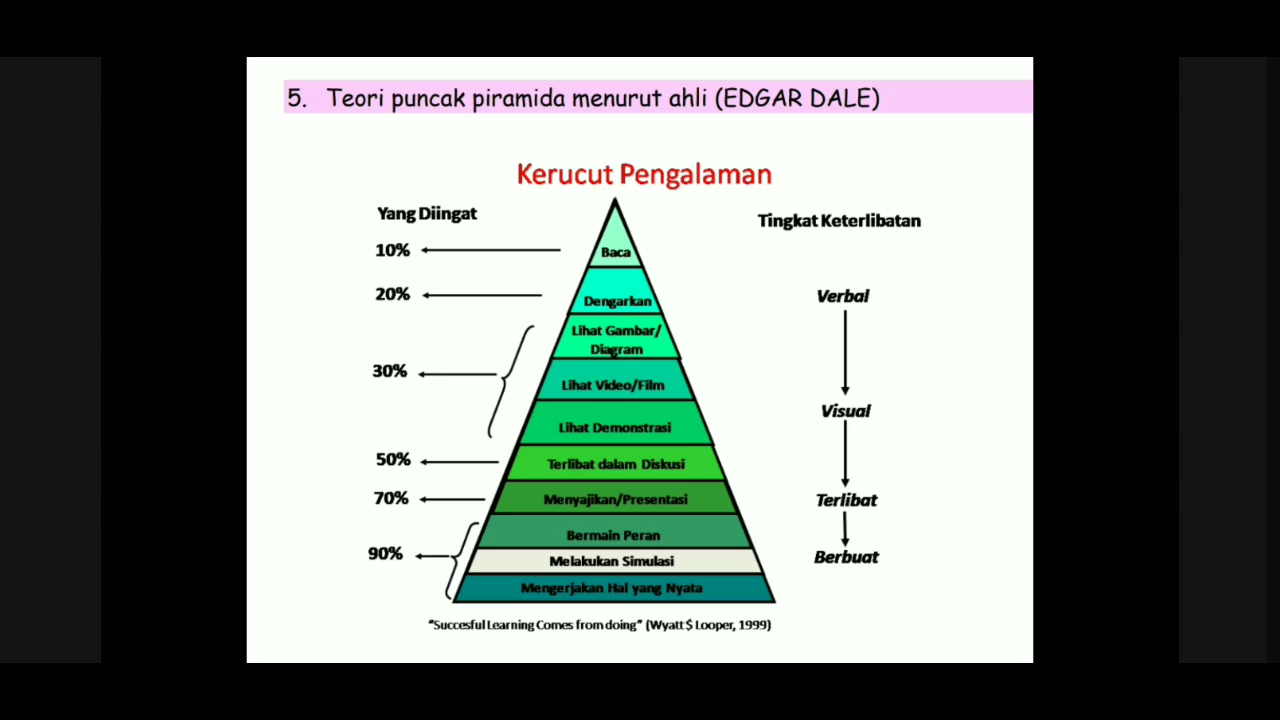 5. Teori puncak piramida menurut ahli (EDGAR DALE)
Kerucut Pengalaman
Yang Diingat
Tingkat Keterlibatan
10%
Baca
20%
Dengarkan
Verbal
Lihat Gambar/
Diagram
30%
Lihat Video/Film
Visual
Lihat Demonstrasi
50%
Terlibat dalam Diskusi
70%
Menyajikan/Presentasi
Terlibat
Bermain Peran
90%
Melakukan Simulasi
Berbuat
Mengerjakan Hal yang Nyata
"Succesful Learning Comes from doing" (Wyatt $ Looper, 1999)